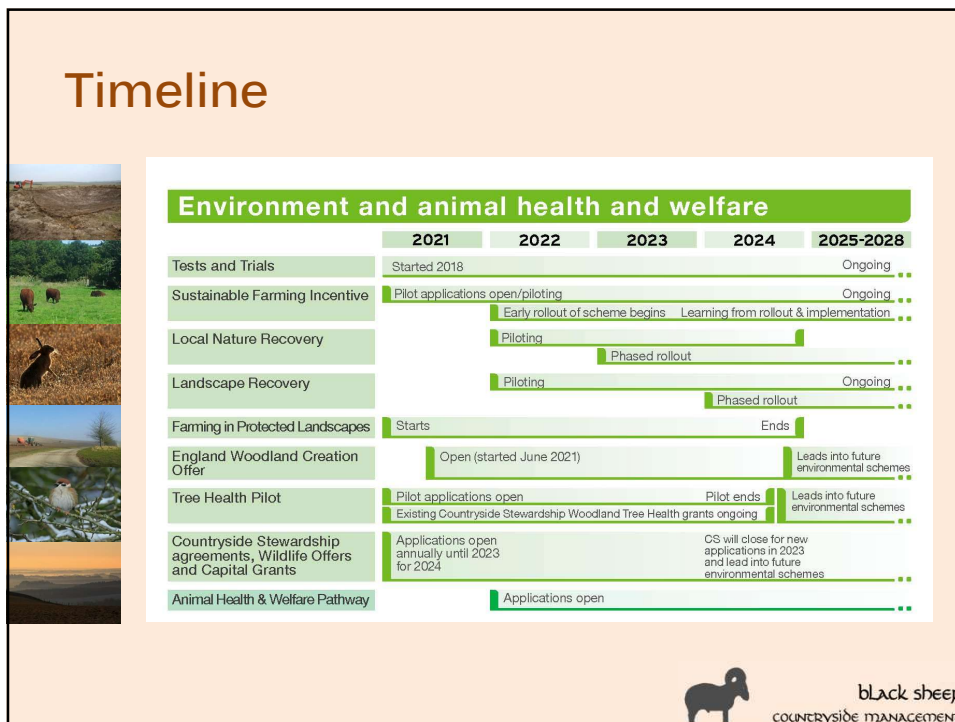 Timeline
Environment and animal health and welfare
2021 2022 2023 2024 2025-2028
Tests and Trials Started 2018 Ongoing
Sustainable Farming Incentive Pilot applications open/piloting Ongoing
Early rollout of scheme begins Learning from rollout & implementation
Local Nature Recovery Piloting
Phased rollout
Landscape Recovery Piloting Ongoing
Phased rollout
Farming in Protected Landscapes Starts Ends
England Woodland Creation
Offer
Open (started June 2021)
Leads into future
environmental schemes
Tree Health Pilot Pilot applications open Pilot ends
Existing Countryside Stewardship Woodland Tree Health grants ongoing
Leads into future
environmental schemes
Countryside Stewardship
agreements, Wildlife Offers
and Capital Grants
Applications open
annually until 2023
for 2024
CS will close for new
applications in 2023
and lead into future
environmental schemes
Animal Health & Welfare Pathway Applications open
black sheep
countryside management